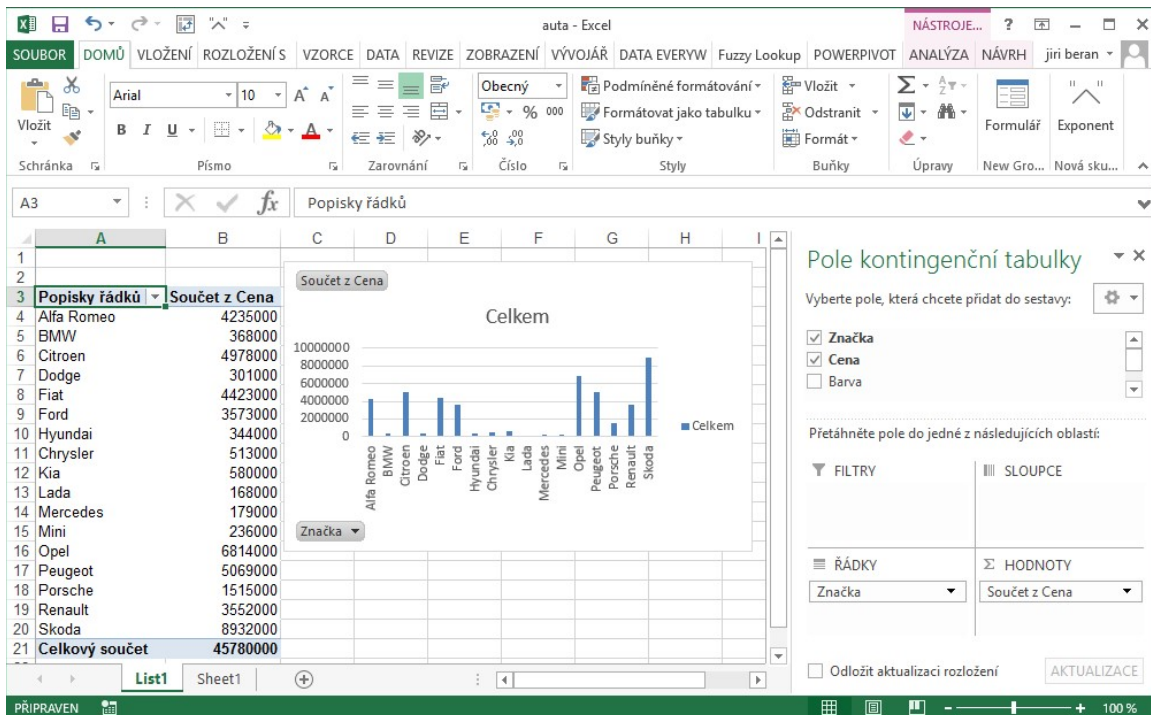 auta - Excel
NÁSTROJE...
SOUBOR DOMŮ VLOŽENÍ ROZLOŽENÍ S VZORCE DATA REVIZE ZOBRAZENÍ VÝVOJÁŘ DATA EVERYW Fuzzy Lookup POWERPIVOT ANALÝZA NÁVRH jiri beran
Vložit
Arial 10
B I U
Obecný
% 000
Podmíněné formátování
Formátovat jako tabulku
Styly buňky
Vložit
Odstranit
Formát
Formulář
Exponent
Schránka Písmo Zarovnání Číslo Styly Buňky Úpravy New Gro... Nová sku...
A3 fx Popisky řádků
A B C D E F G H I
1
2
3 Popisky řádků Součet z Cena
4 Alfa Romeo 4235000
5 BMW 368000
6 Citroen 4978000
7 Dodge 301000
8 Fiat 4423000
9 Ford 3573000
10 Hyundai 344000
11 Chrysler 513000
12 Kia 580000
13 Lada 168000
14 Mercedes 179000
15 Mini 236000
16 Opel 6814000
17 Peugeot 5069000
18 Porsche 1515000
19 Renault 3552000
20 Skoda 8932000
21 Celkový součet 45780000
Součet z Cena
Celkem
10000000
8000000
6000000
4000000
2000000
0
Alfa Romeo
BMW
Citroen
Dodge
Fiat
Ford
Hyundai
Chrysler
Kia
Lada
Mercedes
Mini
Opel
Peugeot
Porsche
Renault
Skoda
Celkem
Značka
Pole kontingenční tabulky
Vyberte pole, která chcete přidat do sestavy:
Značka
Cena
Barva
Přetáhněte pole do jedné z následujících oblastí:
FILTRY
SLOUPCE
ŘÁDKY
Σ HODNOTY
Značka
Součet z Cena
Odložit aktualizaci rozložení
AKTUALIZACE
List1 Sheet1
PŘIPRAVEN
100 %